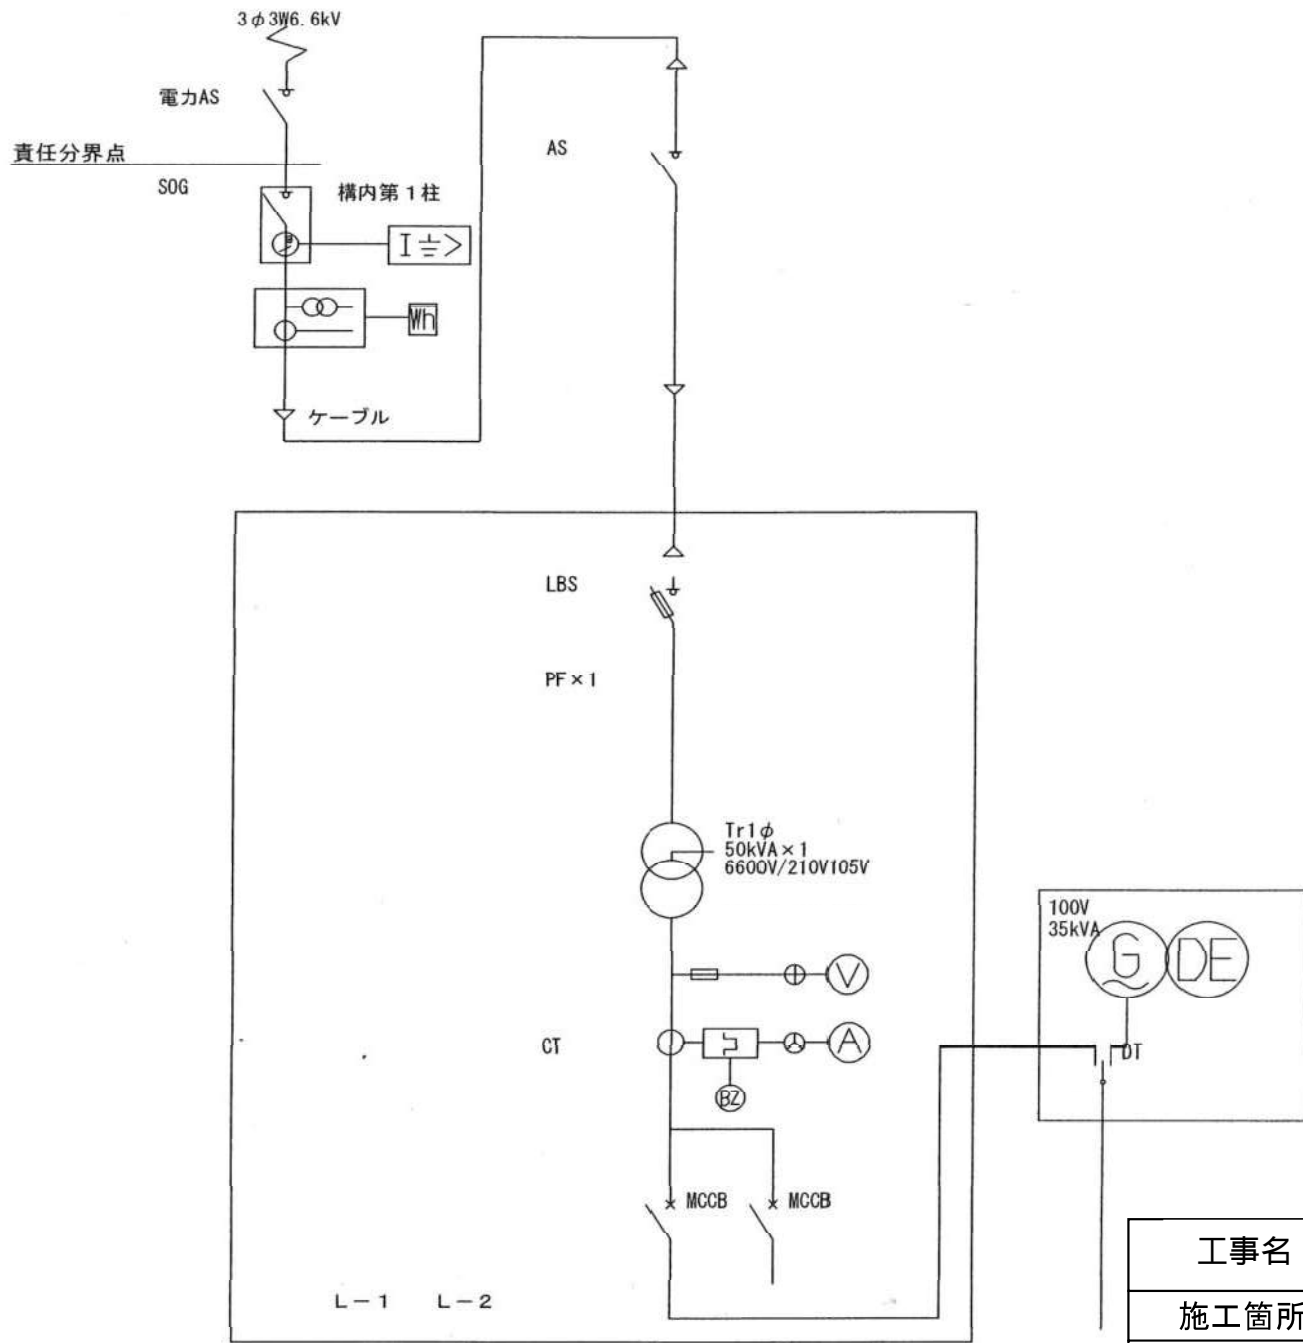 3φ3W6.6kV
電力AS
責任分界点
SOG
構内第1柱
I⏚>
Wh
ケーブル
AS
LBS
PF×1
Tr1φ
50kVA×1
6600V/210V105V
V
CT
A
BZ
MCCB
MCCB
L-1 L-2
100V
35kVA
G
DE
DT
工事名
施工箇所